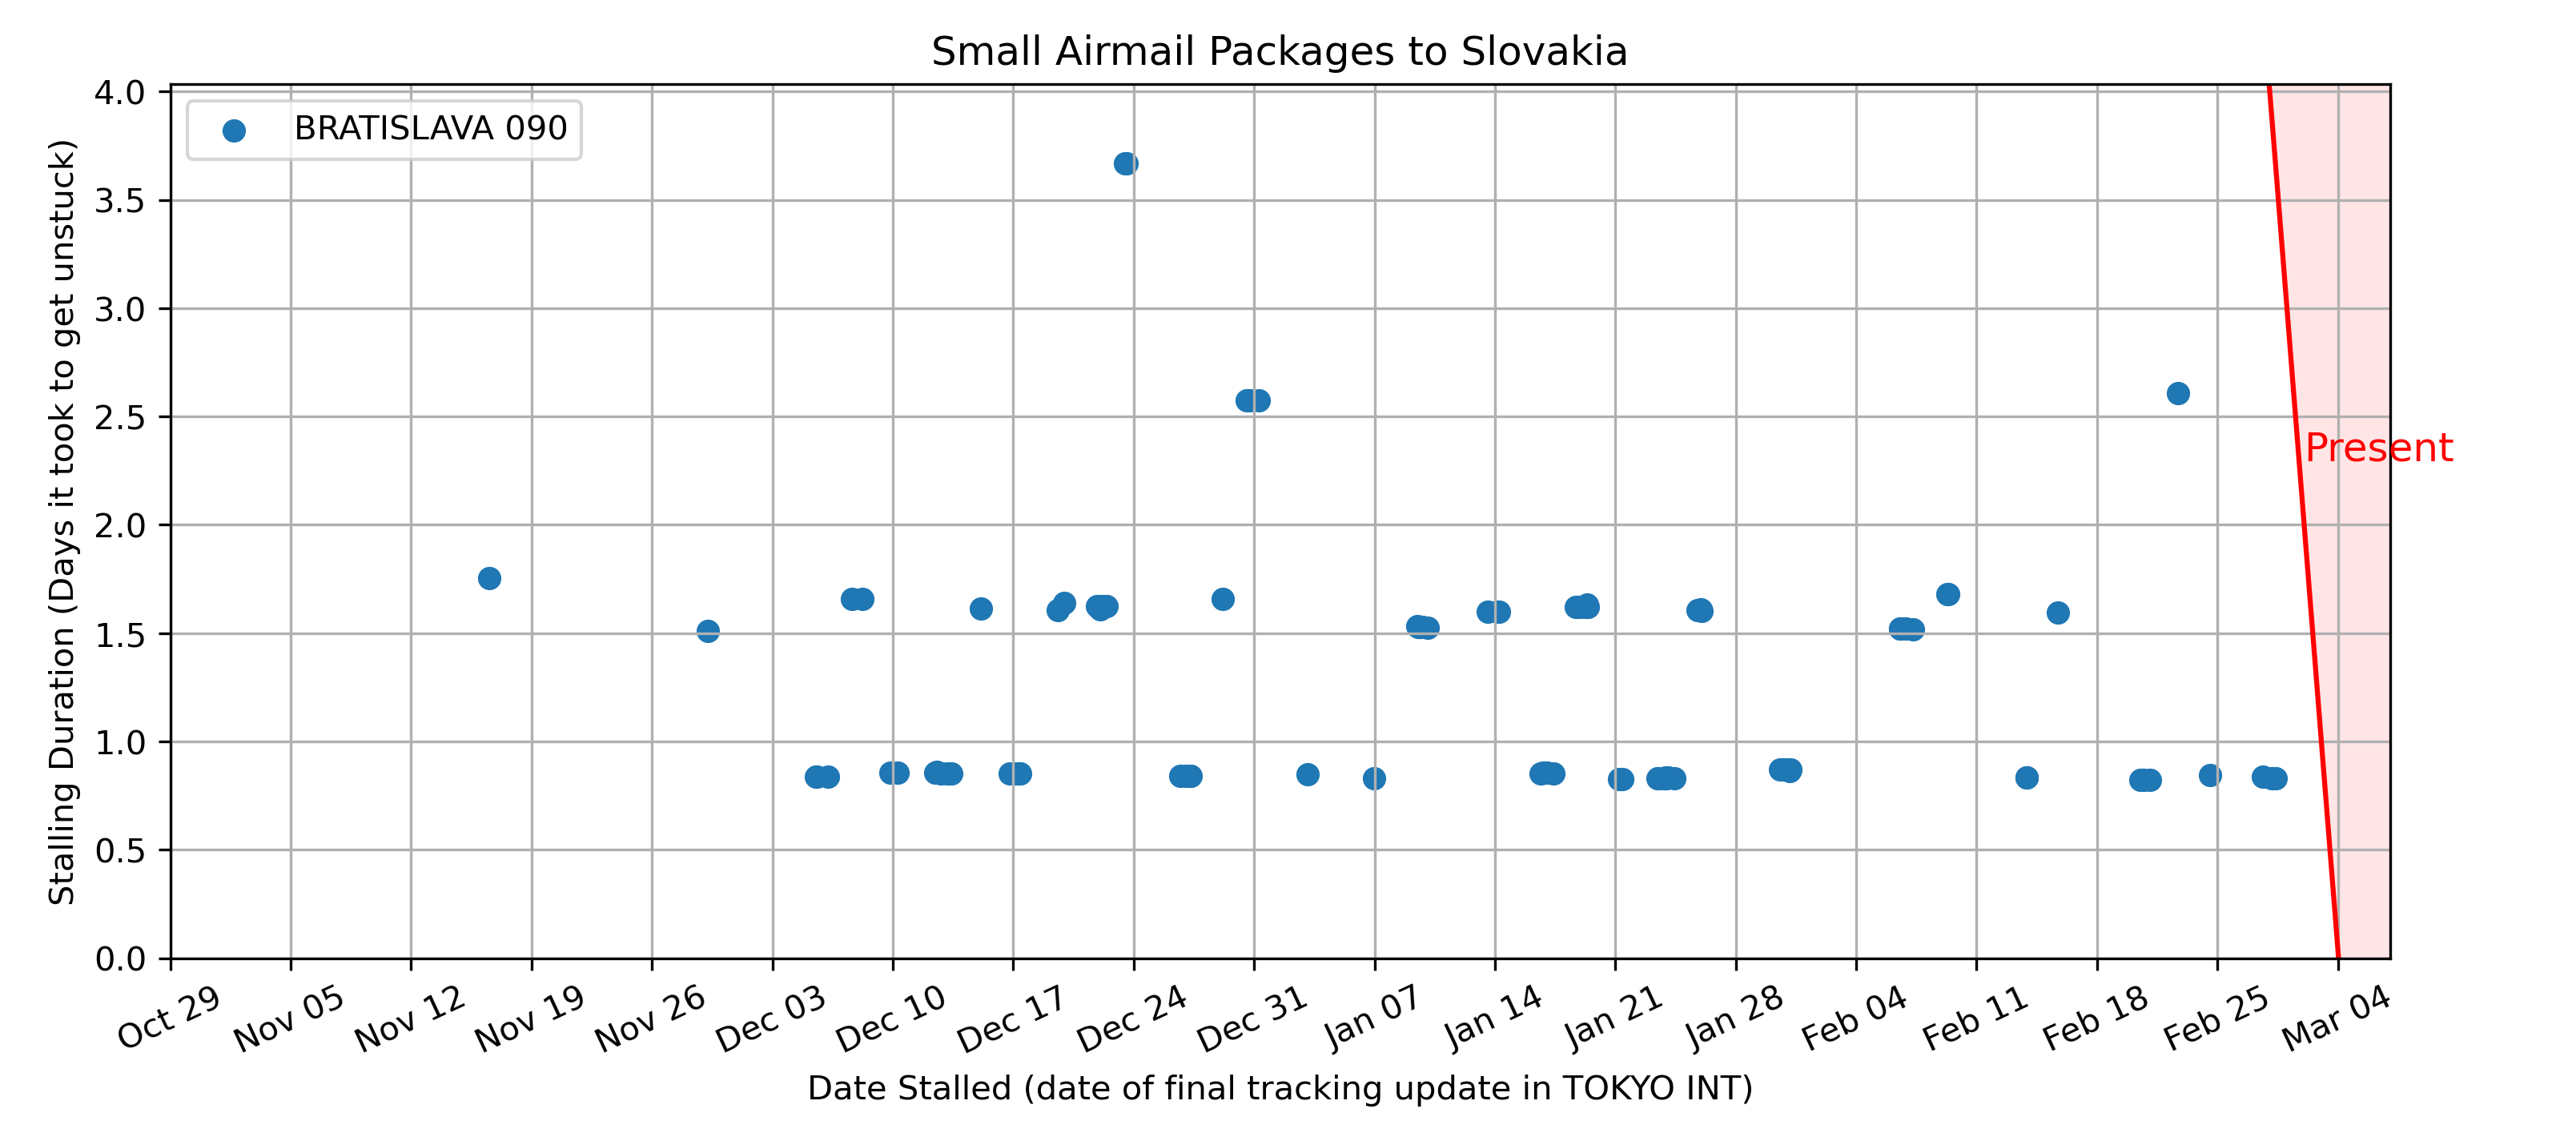 Small Airmail Packages to Slovakia
BRATISLAVA 090
Stalling Duration (Days it took to get unstuck)
4.0
3.5
3.0
2.5
2.0
1.5
1.0
0.5
0.0
Present
Oct 29
Nov 05
Nov 12
Nov 19
Nov 26
Dec 03
Dec 10
Dec 17
Dec 24
Dec 31
Jan 07
Jan 14
Jan 21
Jan 28
Feb 04
Feb 11
Feb 18
Feb 25
Mar 04
Date Stalled (date of final tracking update in TOKYO INT)